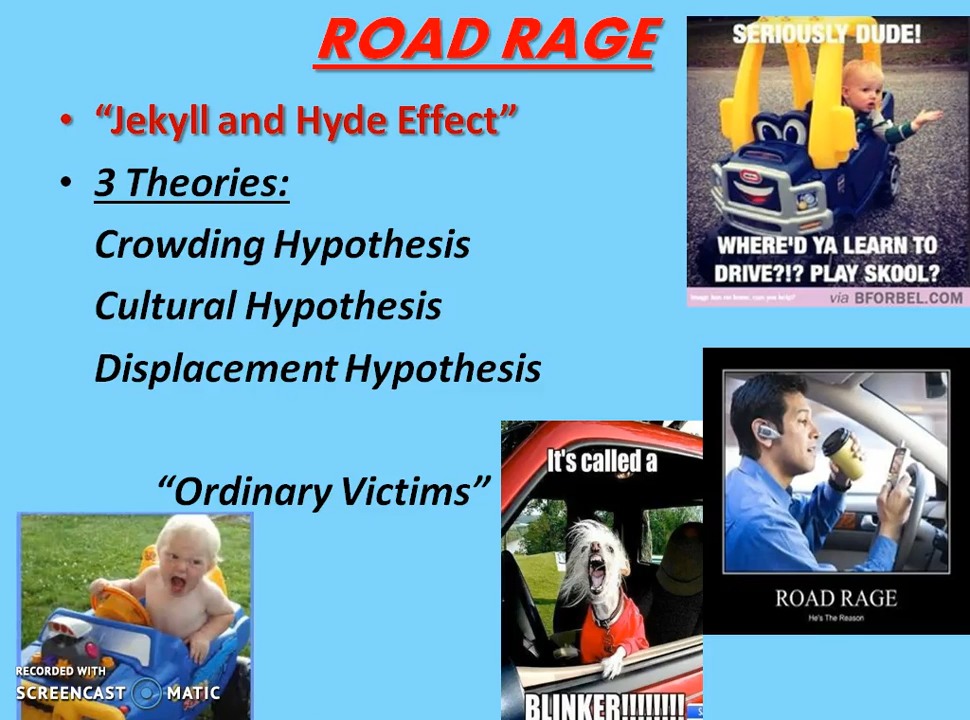 ROAD RAGE
• “Jekyll and Hyde Effect”
• 3 Theories:
Crowding Hypothesis
Cultural Hypothesis
Displacement Hypothesis
“Ordinary Victims”
SERIOUSLY DUDE!
WHERE'D YA LEARN TO
DRIVE?!? PLAY SKOOL?
via BFORBEL.COM
It's called a
BLINKER!!!!!!!!
ROAD RAGE
He's The Reason
RECORDED WITH
SCREENCAST MATIC